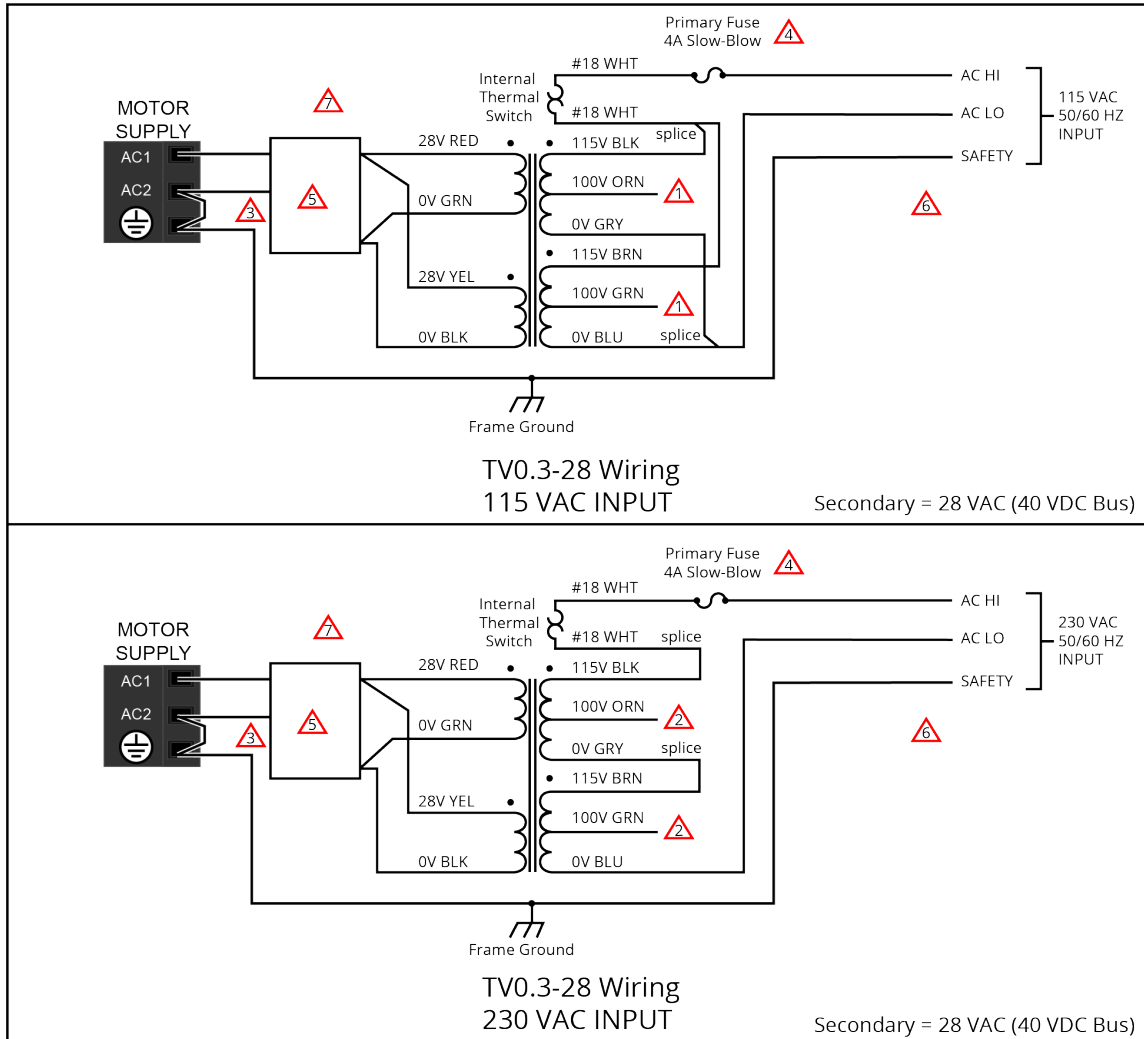 Primary Fuse
4A Slow-Blow
4
#18 WHT
AC HI
Internal
Thermal
Switch
115 VAC
50/60 HZ
INPUT
7
MOTOR
SUPPLY
#18 WHT
AC LO
splice
28V RED
115V BLK
AC1
SAFETY
100V ORN
1
AC2
5
0V GRN
3
6
0V GRY
115V BRN
28V YEL
100V GRN
1
0V BLK
0V BLU
splice
Frame Ground
TV0.3-28 Wiring
115 VAC INPUT
Secondary = 28 VAC (40 VDC Bus)
Primary Fuse
4A Slow-Blow
4
#18 WHT
AC HI
Internal
Thermal
Switch
230 VAC
50/60 HZ
INPUT
7
MOTOR
SUPPLY
#18 WHT
splice
AC LO
28V RED
115V BLK
AC1
SAFETY
100V ORN
2
AC2
5
0V GRN
3
6
0V GRY
splice
115V BRN
28V YEL
100V GRN
2
0V BLK
0V BLU
Frame Ground
TV0.3-28 Wiring
230 VAC INPUT
Secondary = 28 VAC (40 VDC Bus)